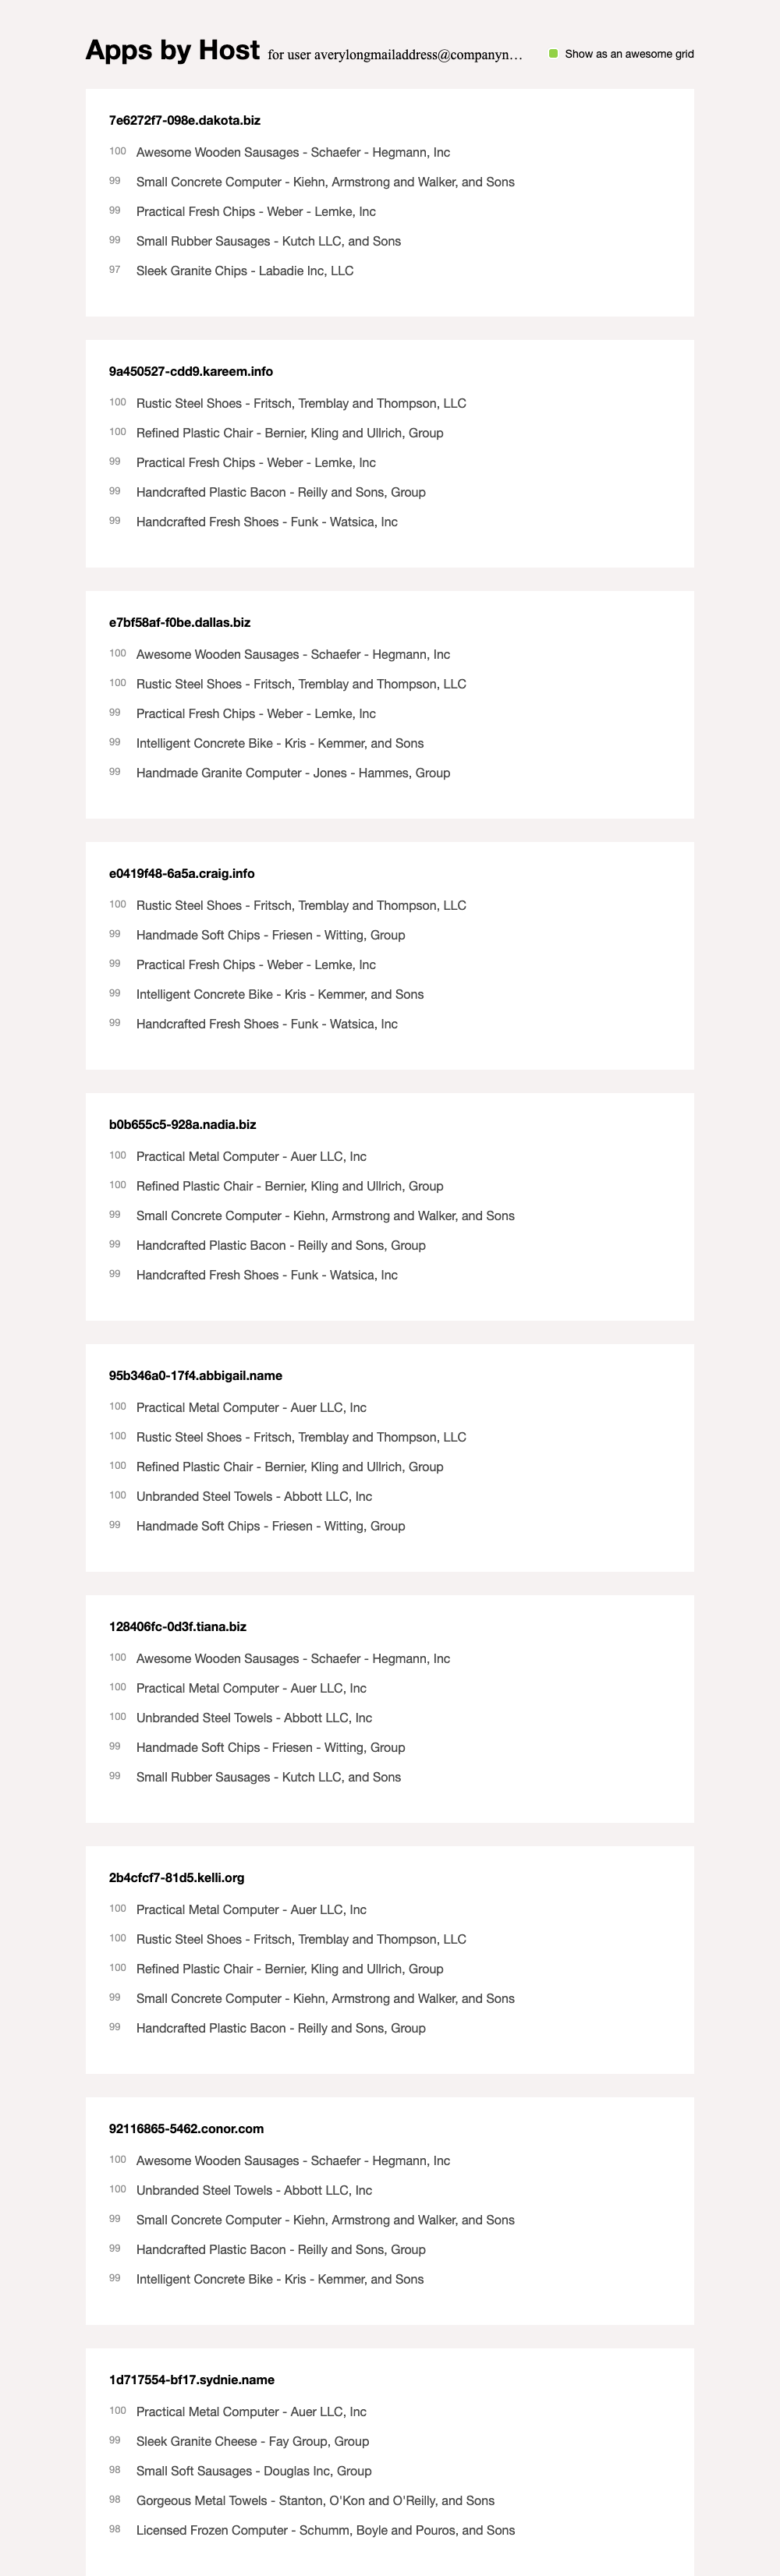 Apps by Host for user averylongmailaddress@companyn… Show as an awesome grid
7e6272f7-098e.dakota.biz
100 Awesome Wooden Sausages - Schaefer - Hegmann, Inc
99 Small Concrete Computer - Kiehn, Armstrong and Walker, and Sons
99 Practical Fresh Chips - Weber - Lemke, Inc
99 Small Rubber Sausages - Kutch LLC, and Sons
97 Sleek Granite Chips - Labadie Inc, LLC
9a450527-cdd9.kareem.info
100 Rustic Steel Shoes - Fritsch, Tremblay and Thompson, LLC
100 Refined Plastic Chair - Bernier, Kling and Ullrich, Group
99 Practical Fresh Chips - Weber - Lemke, Inc
99 Handcrafted Plastic Bacon - Reilly and Sons, Group
99 Handcrafted Fresh Shoes - Funk - Watsica, Inc
e7bf58af-f0be.dallas.biz
100 Awesome Wooden Sausages - Schaefer - Hegmann, Inc
100 Rustic Steel Shoes - Fritsch, Tremblay and Thompson, LLC
99 Practical Fresh Chips - Weber - Lemke, Inc
99 Intelligent Concrete Bike - Kris - Kemmer, and Sons
99 Handmade Granite Computer - Jones - Hammes, Group
e0419f48-6a5a.craig.info
100 Rustic Steel Shoes - Fritsch, Tremblay and Thompson, LLC
99 Handmade Soft Chips - Friesen - Witting, Group
99 Practical Fresh Chips - Weber - Lemke, Inc
99 Intelligent Concrete Bike - Kris - Kemmer, and Sons
99 Handcrafted Fresh Shoes - Funk - Watsica, Inc
b0b655c5-928a.nadia.biz
100 Practical Metal Computer - Auer LLC, Inc
100 Refined Plastic Chair - Bernier, Kling and Ullrich, Group
99 Small Concrete Computer - Kiehn, Armstrong and Walker, and Sons
99 Handcrafted Plastic Bacon - Reilly and Sons, Group
99 Handcrafted Fresh Shoes - Funk - Watsica, Inc
95b346a0-17f4.abbigail.name
100 Practical Metal Computer - Auer LLC, Inc
100 Rustic Steel Shoes - Fritsch, Tremblay and Thompson, LLC
100 Refined Plastic Chair - Bernier, Kling and Ullrich, Group
100 Unbranded Steel Towels - Abbott LLC, Inc
99 Handmade Soft Chips - Friesen - Witting, Group
128406fc-0d3f.tiana.biz
100 Awesome Wooden Sausages - Schaefer - Hegmann, Inc
100 Practical Metal Computer - Auer LLC, Inc
100 Unbranded Steel Towels - Abbott LLC, Inc
99 Handmade Soft Chips - Friesen - Witting, Group
99 Small Rubber Sausages - Kutch LLC, and Sons
2b4cfcf7-81d5.kelli.org
100 Practical Metal Computer - Auer LLC, Inc
100 Rustic Steel Shoes - Fritsch, Tremblay and Thompson, LLC
100 Refined Plastic Chair - Bernier, Kling and Ullrich, Group
99 Small Concrete Computer - Kiehn, Armstrong and Walker, and Sons
99 Handcrafted Plastic Bacon - Reilly and Sons, Group
92116865-5462.conor.com
100 Awesome Wooden Sausages - Schaefer - Hegmann, Inc
100 Unbranded Steel Towels - Abbott LLC, Inc
99 Small Concrete Computer - Kiehn, Armstrong and Walker, and Sons
99 Handcrafted Plastic Bacon - Reilly and Sons, Group
99 Intelligent Concrete Bike - Kris - Kemmer, and Sons
1d717554-bf17.sydnie.name
100 Practical Metal Computer - Auer LLC, Inc
99 Sleek Granite Cheese - Fay Group, Group
98 Small Soft Sausages - Douglas Inc, Group
98 Gorgeous Metal Towels - Stanton, O'Kon and O'Reilly, and Sons
98 Licensed Frozen Computer - Schumm, Boyle and Pouros, and Sons